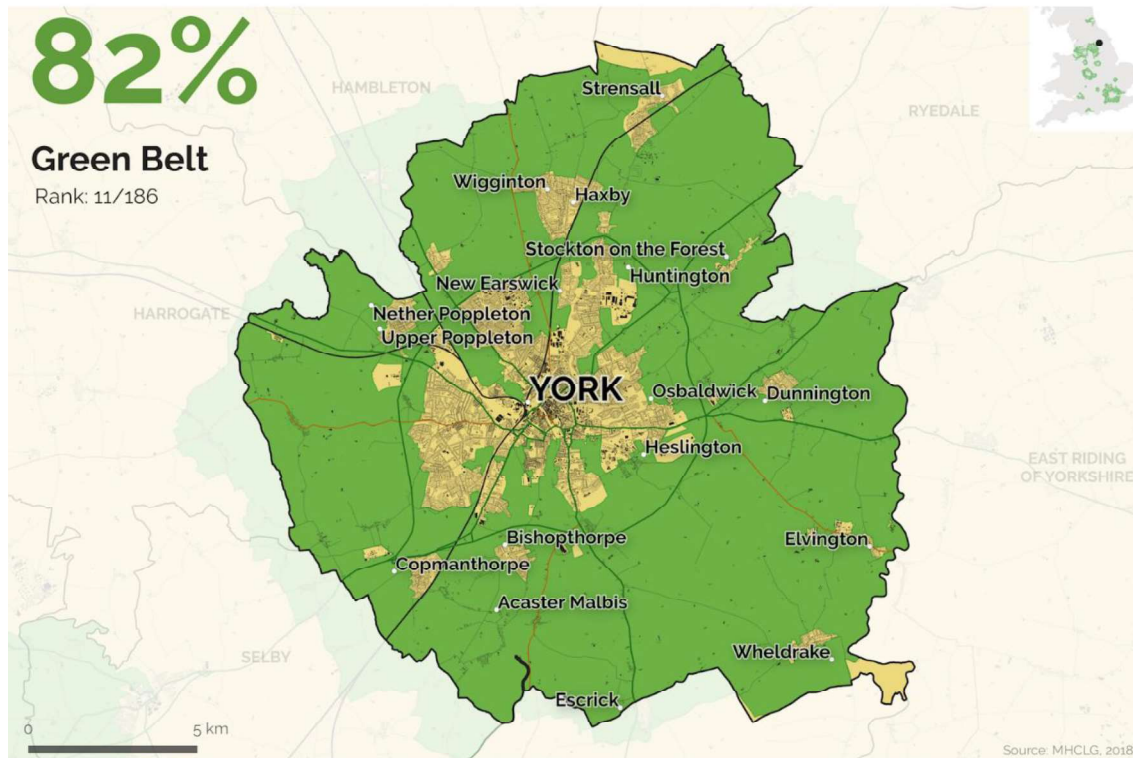 82%
Green Belt
Rank: 11/186
HAMBLETON
RYEDALE
Strensall
Wigginton
Haxby
Stockton on the Forest
Huntington
New Earswick
HARROGATE
Nether Poppleton
Upper Poppleton
YORK
Osbaldwick
Dunnington
Heslington
EAST RIDING
OF YORKSHIRE
Bishopthorpe
Elvington
Copmanthorpe
Acaster Malbis
SELBY
Wheldrake
Escrick
0
5 km
Source: MHCLG, 2018